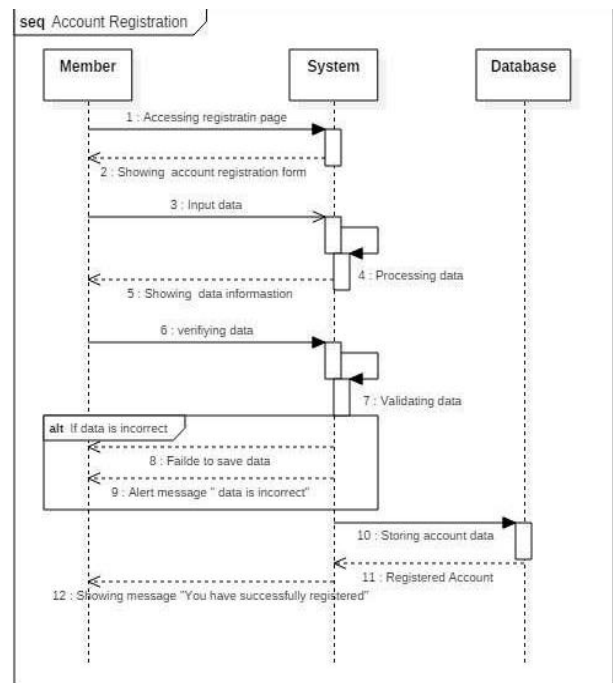 seq Account Registration
Member
System
Database
1 : Accessing registratin page
2 : Showing account registration form
3 : Input data
4 : Processing data
5 : Showing data informastion
6 : verifiying data
7 : Validating data
alt If data is incorrect
8 : Failde to save data
9 : Alert message " data is incorrect"
10 : Storing account data
11 : Registered Account
12 : Showing message "You have successfully registered"